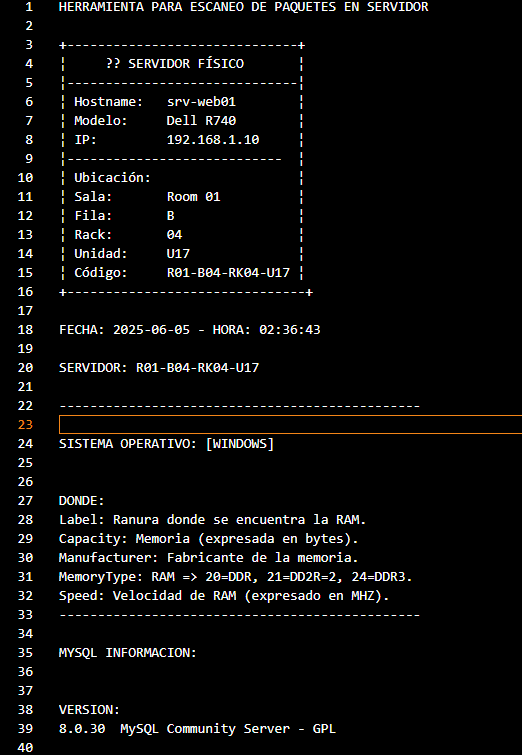 1 HERRAMIENTA PARA ESCANEO DE PAQUETES EN SERVIDOR
2
3 +------------------------------+
4 ¦     ?? SERVIDOR FÍSICO       ¦
5 ¦------------------------------¦
6 ¦ Hostname:   srv-web01        ¦
7 ¦ Modelo:     Dell R740        ¦
8 ¦ IP:         192.168.1.10     ¦
9 ¦----------------------------  ¦
10 ¦ Ubicación:                   ¦
11 ¦ Sala:       Room 01          ¦
12 ¦ Fila:       B                ¦
13 ¦ Rack:       04               ¦
14 ¦ Unidad:     U17              ¦
15 ¦ Código:     R01-B04-RK04-U17 ¦
16 +-------------------------------+
17
18 FECHA: 2025-06-05 - HORA: 02:36:43
19
20 SERVIDOR: R01-B04-RK04-U17
21
22 -----------------------------------------------
23
24 SISTEMA OPERATIVO: [WINDOWS]
25
26
27 DONDE:
28 Label: Ranura donde se encuentra la RAM.
29 Capacity: Memoria (expresada en bytes).
30 Manufacturer: Fabricante de la memoria.
31 MemoryType: RAM => 20=DDR, 21=DD2R=2, 24=DDR3.
32 Speed: Velocidad de RAM (expresado en MHZ).
33 -----------------------------------------------
34
35 MYSQL INFORMACION:
36
37
38 VERSION:
39 8.0.30  MySQL Community Server - GPL
40